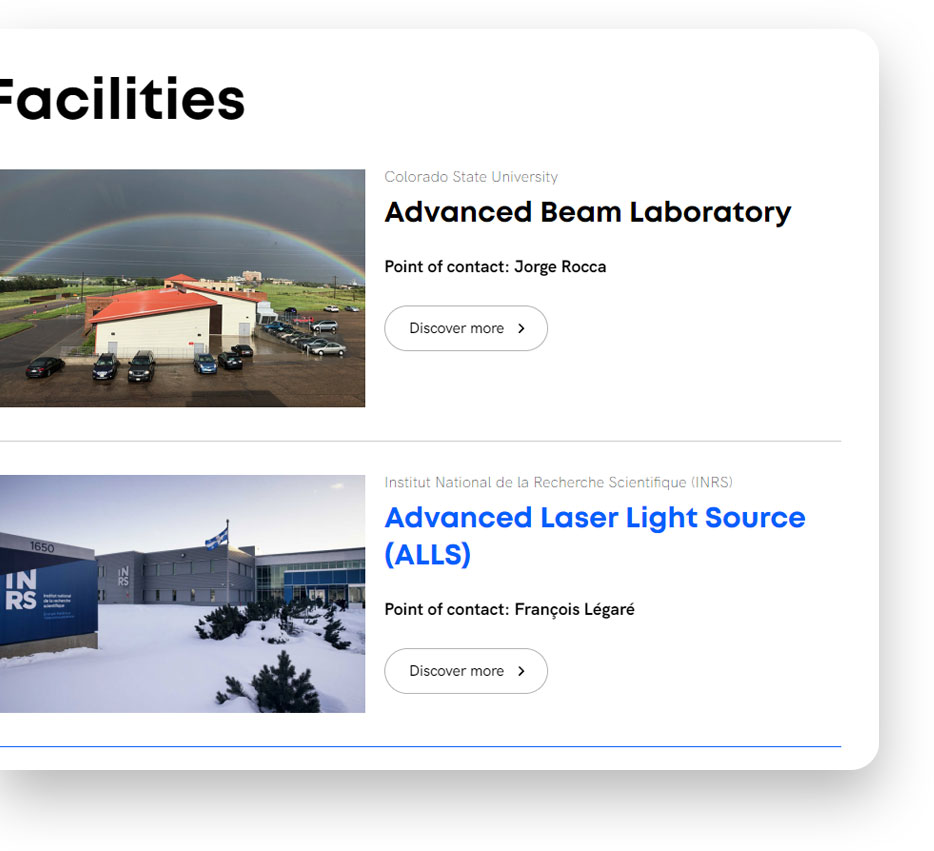 Facilities
Colorado State University
Advanced Beam Laboratory
Point of contact: Jorge Rocca
Discover more
1650
INRS
Institut national
de la recherche
scientifique
IN
RS
Institut National de la Recherche Scientifique (INRS)
Advanced Laser Light Source
(ALLS)
Point of contact: François Légaré
Discover more